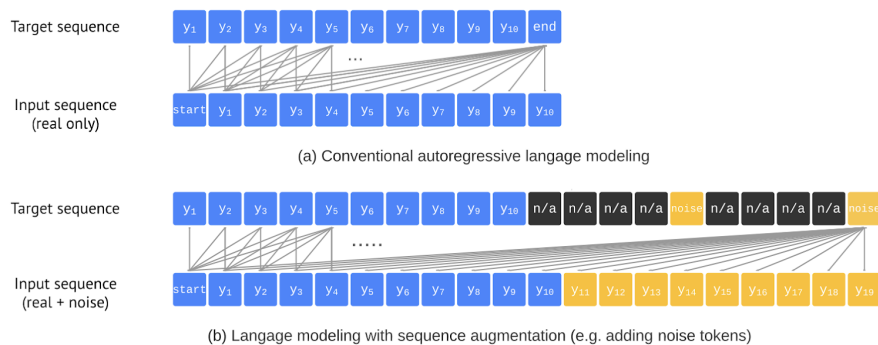 Target sequence y₁ y₂ y₃ y₄ y₅ y₆ y₇ y₈ y₉ y₁₀ end
...
Input sequence start y₁ y₂ y₃ y₄ y₅ y₆ y₇ y₈ y₉ y₁₀
(real only)
(a) Conventional autoregressive langage modeling
Target sequence y₁ y₂ y₃ y₄ y₅ y₆ y₇ y₈ y₉ y₁₀ n/a n/a n/a n/a noise n/a n/a n/a n/a noise
.....
Input sequence start y₁ y₂ y₃ y₄ y₅ y₆ y₇ y₈ y₉ y₁₀ y₁₁ y₁₂ y₁₃ y₁₄ y₁₅ y₁₆ y₁₇ y₁₈ y₁₉
(real + noise)
(b) Langage modeling with sequence augmentation (e.g. adding noise tokens)